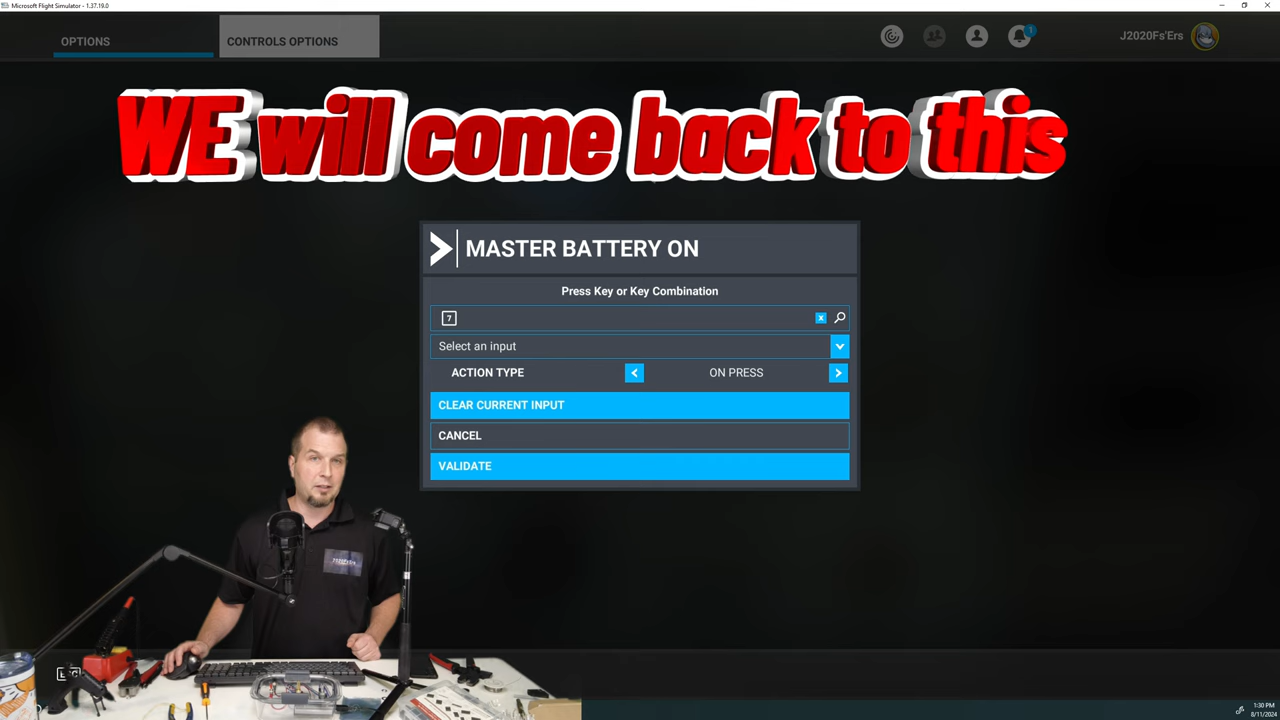 Microsoft Flight Simulator - 1.37.19.0
OPTIONS
CONTROLS OPTIONS
1
J2020Fs'Ers
WE will come back to this
MASTER BATTERY ON
Press Key or Key Combination
7
x
Select an input
ACTION TYPE
ON PRESS
CLEAR CURRENT INPUT
CANCEL
VALIDATE
1:30 PM
8/11/2024